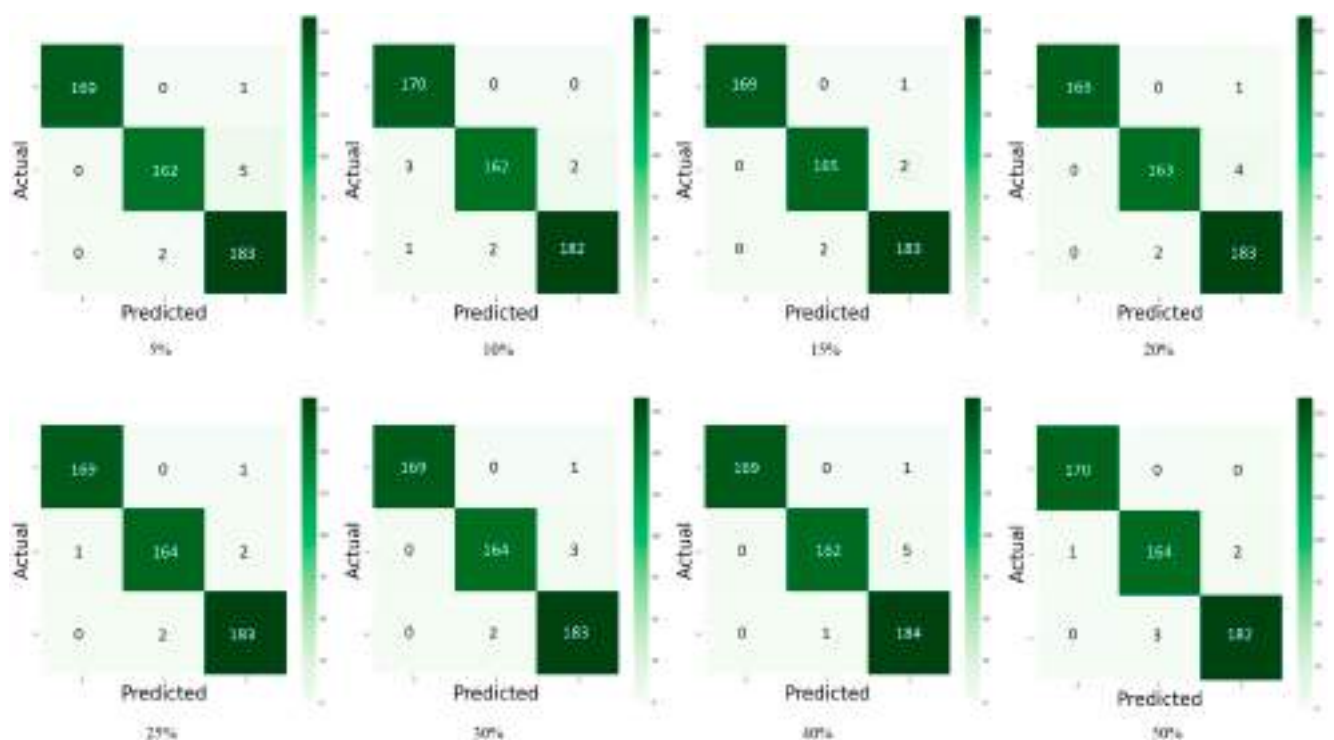 169 0 1
0 162 5
0 2 183
Actual
Predicted
5%
170 0 0
3 162 2
1 2 182
Actual
Predicted
10%
169 0 1
0 165 2
0 2 183
Actual
Predicted
15%
169 0 1
0 163 4
0 2 183
Actual
Predicted
20%
169 0 1
1 164 2
0 2 183
Actual
Predicted
25%
169 0 1
0 164 3
0 2 183
Actual
Predicted
30%
169 0 1
0 162 5
0 1 184
Actual
Predicted
40%
170 0 0
1 164 2
0 3 182
Actual
Predicted
50%